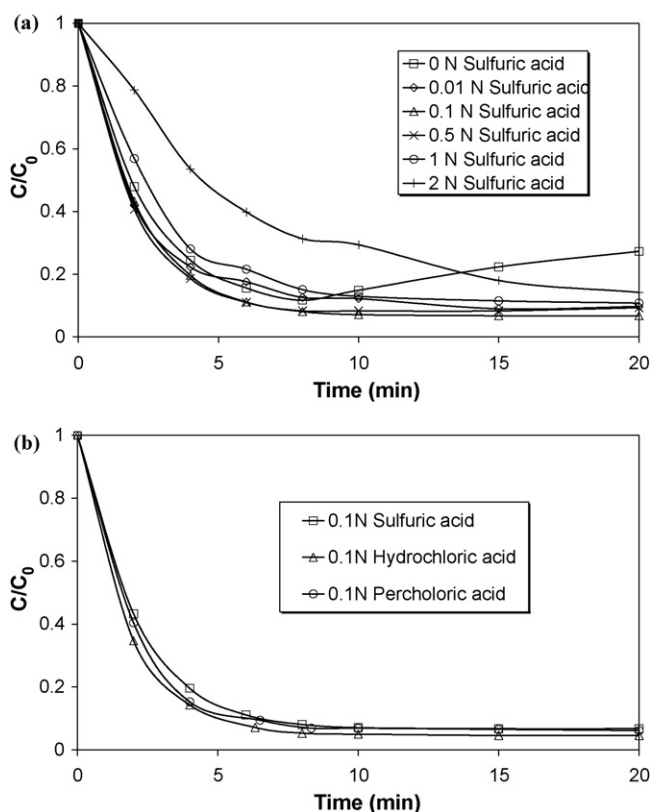 (a)
1
0.8
0.6
0.4
0.2
0
C/C0
0 N Sulfuric acid
0.01 N Sulfuric acid
0.1 N Sulfuric acid
0.5 N Sulfuric acid
1 N Sulfuric acid
2 N Sulfuric acid
0 5 10 15 20
Time (min)
(b)
1
0.8
0.6
0.4
0.2
0
C/C0
0.1N Sulfuric acid
0.1N Hydrochloric acid
0.1N Percholoric acid
0 5 10 15 20
Time (min)